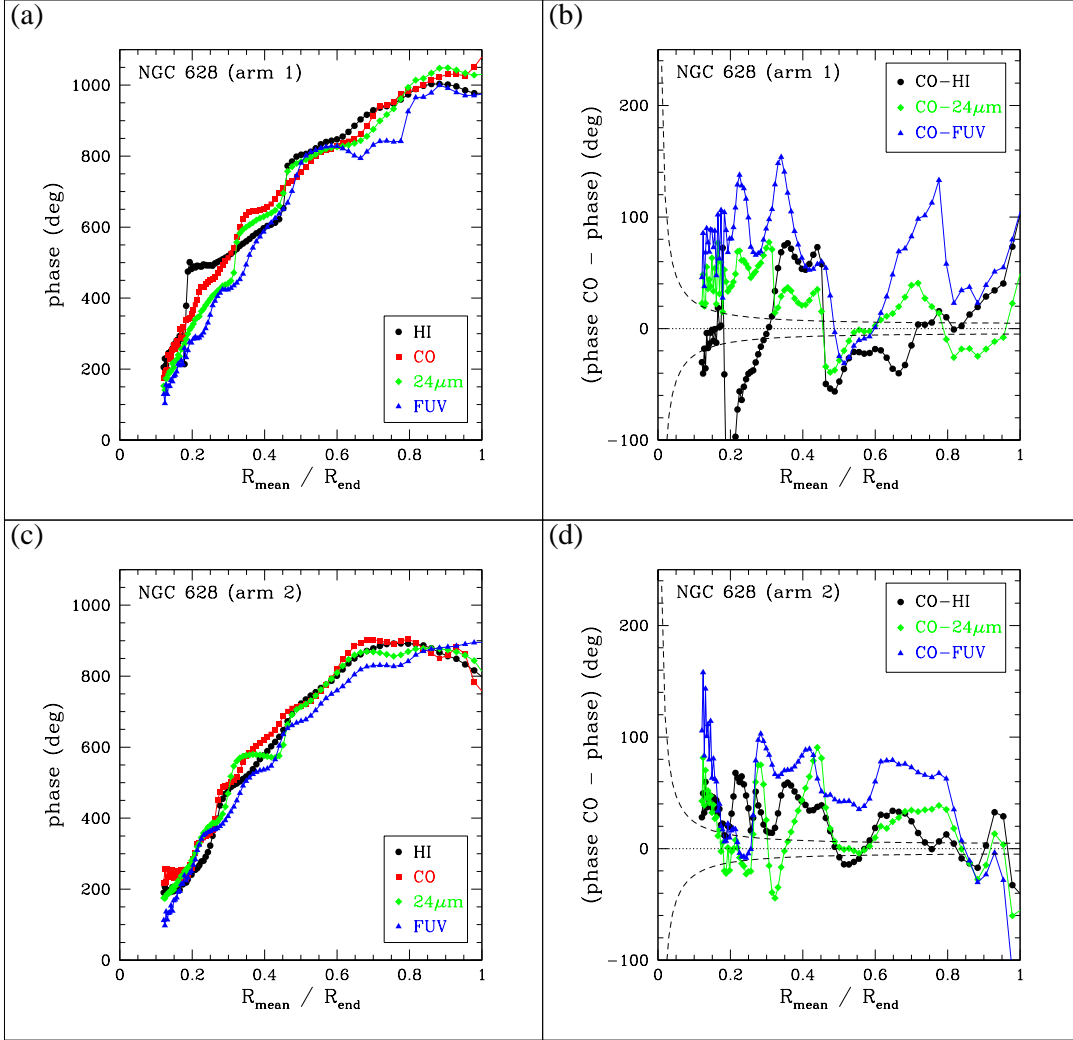 (a)
NGC 628 (arm 1)
phase (deg)
1000
800
600
400
200
0
HI
CO
24μm
FUV
0 0.2 0.4 0.6 0.8 1
R_mean / R_end
(b)
NGC 628 (arm 1)
(phase CO − phase) (deg)
200
100
0
−100
CO−HI
CO−24μm
CO−FUV
0 0.2 0.4 0.6 0.8 1
R_mean / R_end
(c)
NGC 628 (arm 2)
phase (deg)
1000
800
600
400
200
0
HI
CO
24μm
FUV
0 0.2 0.4 0.6 0.8 1
R_mean / R_end
(d)
NGC 628 (arm 2)
(phase CO − phase) (deg)
200
100
0
−100
CO−HI
CO−24μm
CO−FUV
0 0.2 0.4 0.6 0.8 1
R_mean / R_end